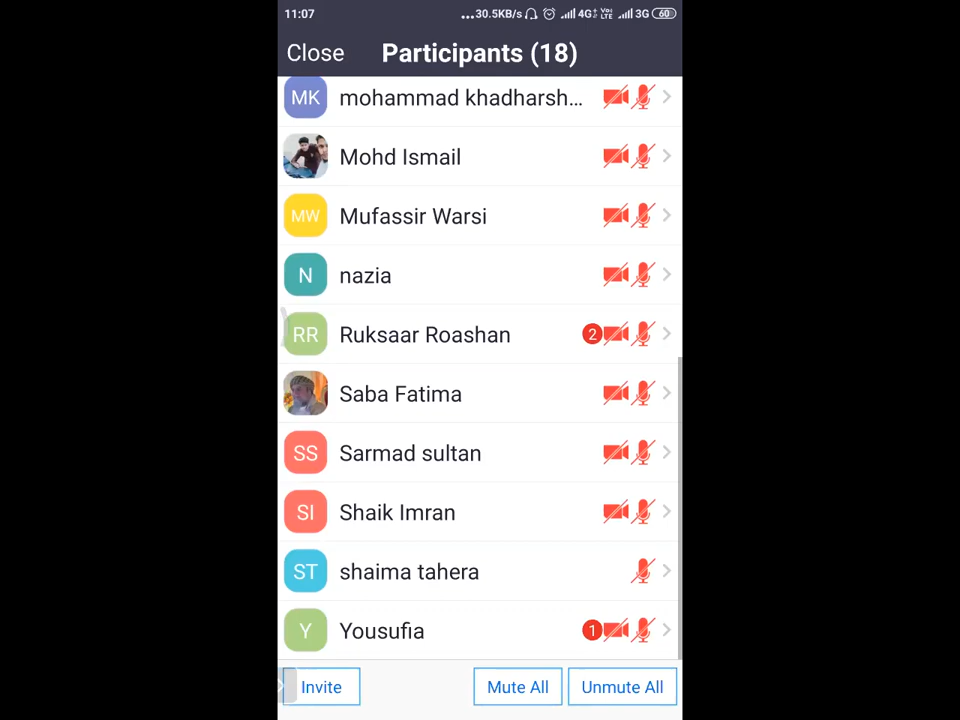 11:07 ...30.5KB/s 4G+ Vo) LTE 3G 60
Close Participants (18)
MK mohammad khadharsh...
Mohd Ismail
MW Mufassir Warsi
N nazia
RR Ruksaar Roashan 2
Saba Fatima
SS Sarmad sultan
SI Shaik Imran
ST shaima tahera
Y Yousufia 1
Invite Mute All Unmute All